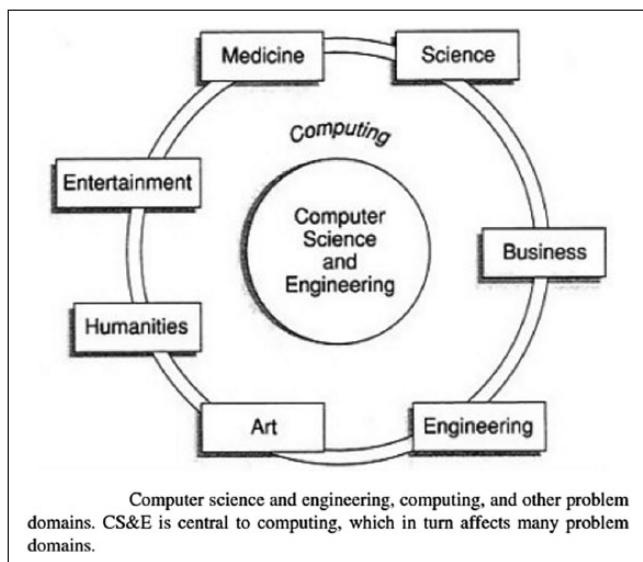 Medicine
Science
Computing
Entertainment
Computer
Science
and
Engineering
Business
Humanities
Art
Engineering
Computer science and engineering, computing, and other problem
domains. CS&E is central to computing, which in turn affects many problem
domains.